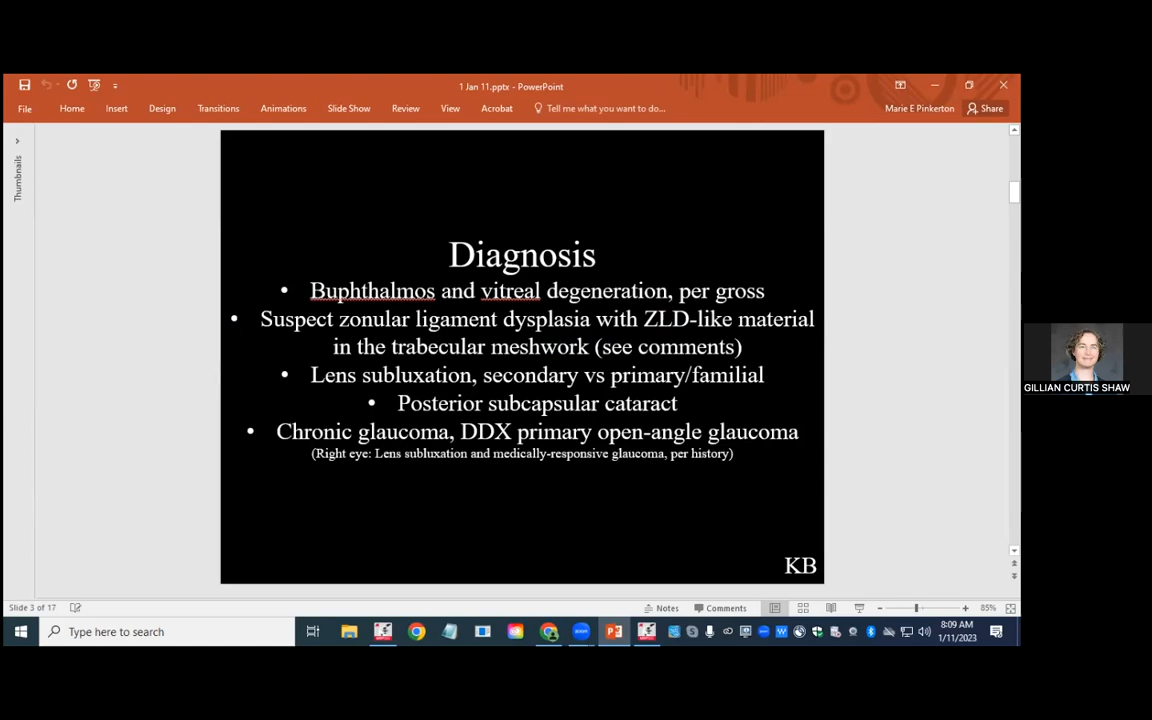 1 Jan 11.pptx - PowerPoint
File Home Insert Design Transitions Animations Slide Show Review View Acrobat Tell me what you want to do... Marie E Pinkerton Share
Thumbnails
Diagnosis
• Buphthalmos and vitreal degeneration, per gross
• Suspect zonular ligament dysplasia with ZLD-like material
in the trabecular meshwork (see comments)
• Lens subluxation, secondary vs primary/familial
• Posterior subcapsular cataract
• Chronic glaucoma, DDX primary open-angle glaucoma
(Right eye: Lens subluxation and medically-responsive glaucoma, per history)
KB
GILLIAN CURTIS SHAW
Slide 3 of 17 Notes Comments 85%
Type here to search
8:09 AM
1/11/2023